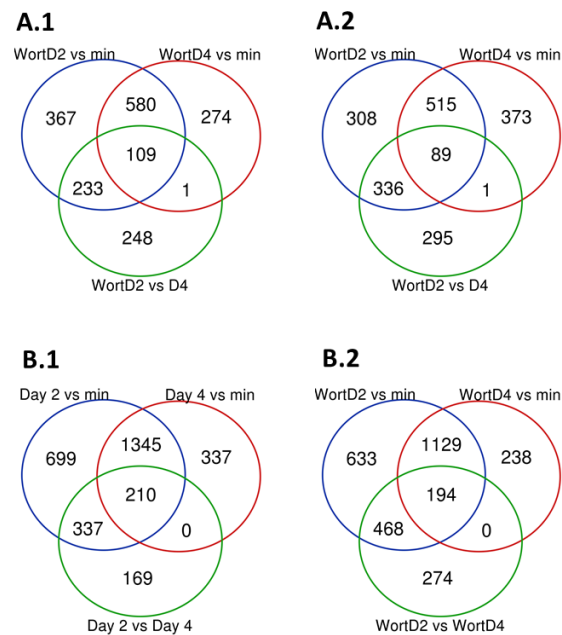 A.1
WortD2 vs min WortD4 vs min
580
367 274
109
233 1
248
WortD2 vs D4
A.2
WortD2 vs min WortD4 vs min
515
308 373
89
336 1
295
WortD2 vs D4
B.1
Day 2 vs min Day 4 vs min
1345
699 337
210
337 0
169
Day 2 vs Day 4
B.2
WortD2 vs min WortD4 vs min
1129
633 238
194
468 0
274
WortD2 vs WortD4